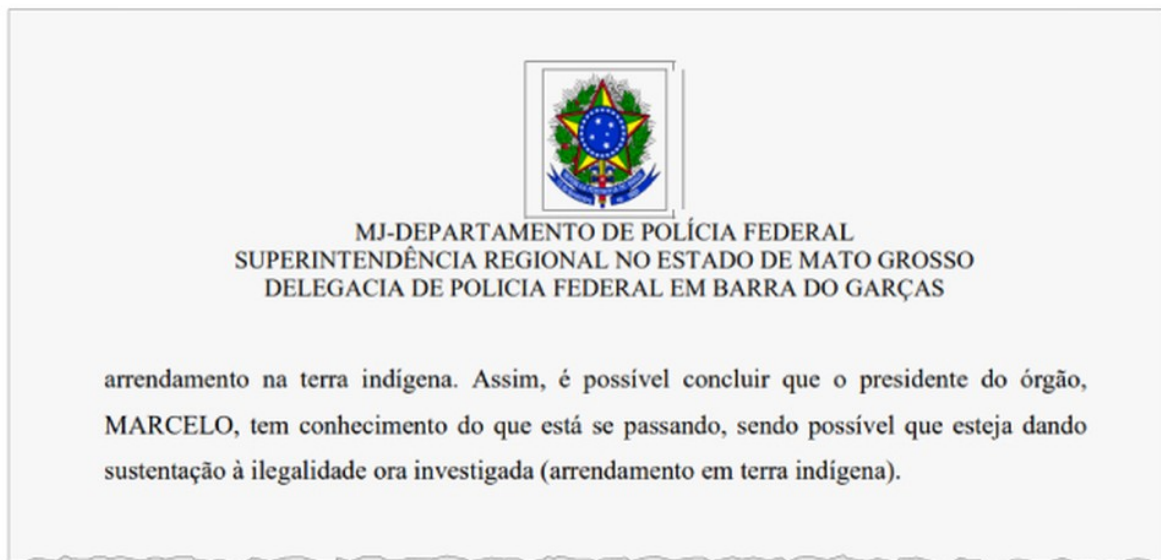 MJ-DEPARTAMENTO DE POLÍCIA FEDERAL
SUPERINTENDÊNCIA REGIONAL NO ESTADO DE MATO GROSSO
DELEGACIA DE POLICIA FEDERAL EM BARRA DO GARÇAS
arrendamento na terra indígena. Assim, é possível concluir que o presidente do órgão,
MARCELO, tem conhecimento do que está se passando, sendo possível que esteja dando
sustentação à ilegalidade ora investigada (arrendamento em terra indígena).